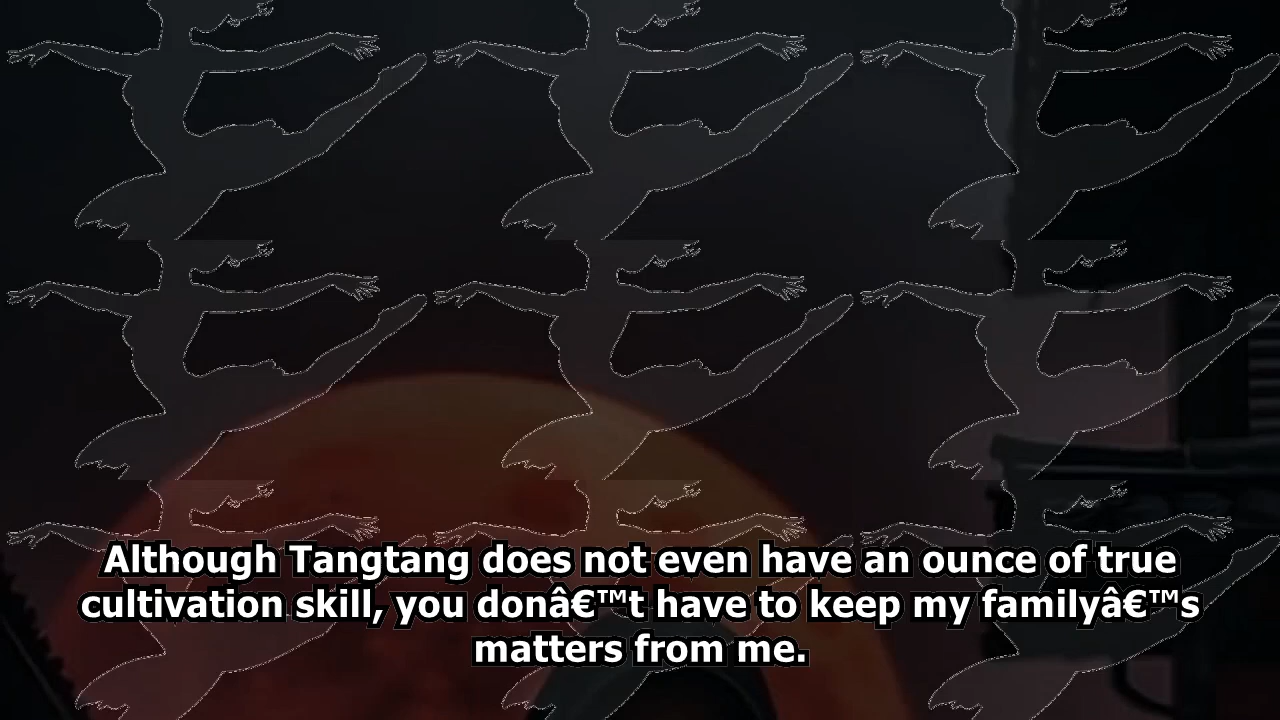 Although Tangtang does not even have an ounce of true
cultivation skill, you donâ€™t have to keep my familyâ€™s
matters from me.